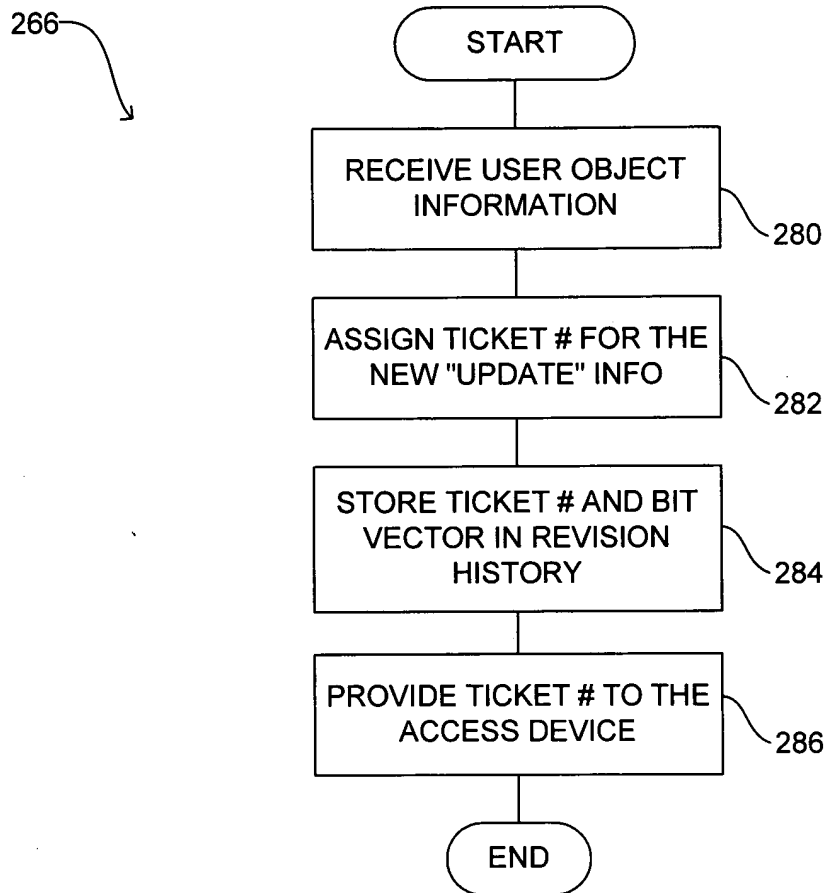 266
START
RECEIVE USER OBJECT
INFORMATION
280
ASSIGN TICKET # FOR THE
NEW "UPDATE" INFO
282
STORE TICKET # AND BIT
VECTOR IN REVISION
HISTORY
284
PROVIDE TICKET # TO THE
ACCESS DEVICE
286
END